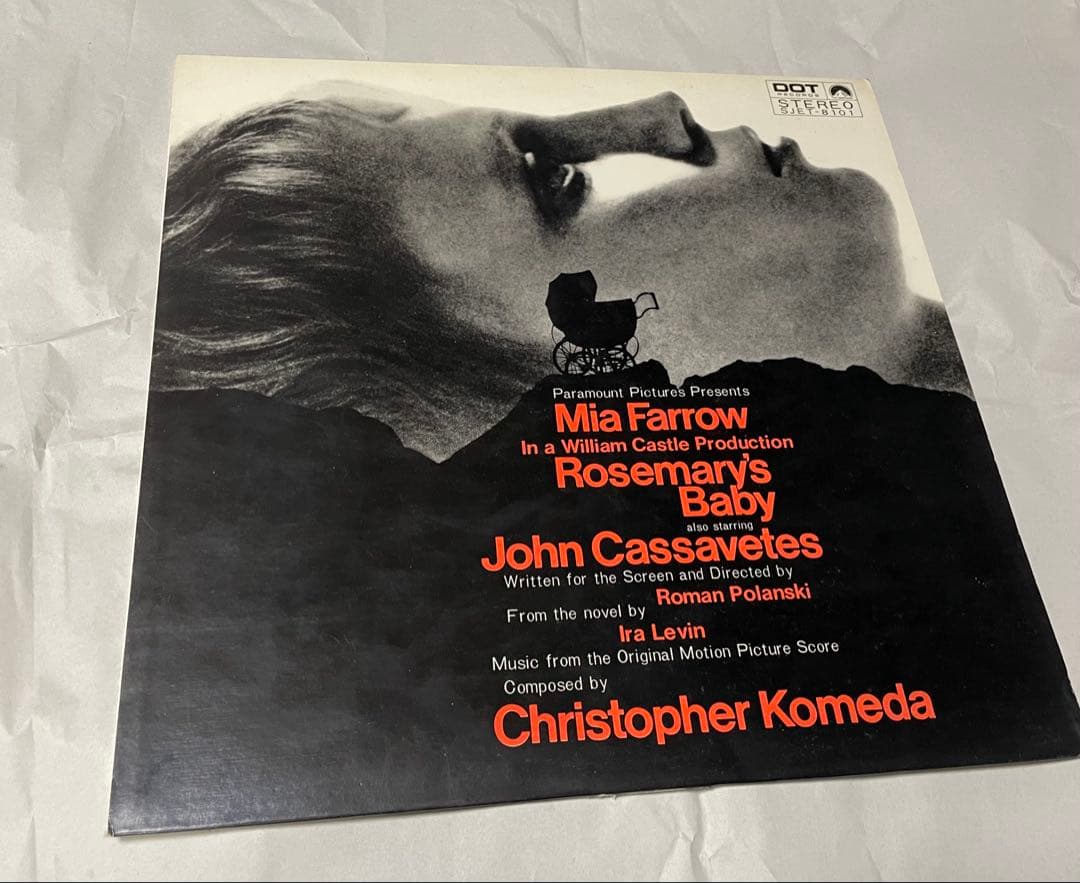 DOT
RECORDS
STEREO
SJET-8101
Paramount Pictures Presents
Mia Farrow
In a William Castle Production
Rosemary's
Baby
also starring
John Cassavetes
Written for the Screen and Directed by
Roman Polanski
From the novel by
Ira Levin
Music from the Original Motion Picture Score
Composed by
Christopher Komeda